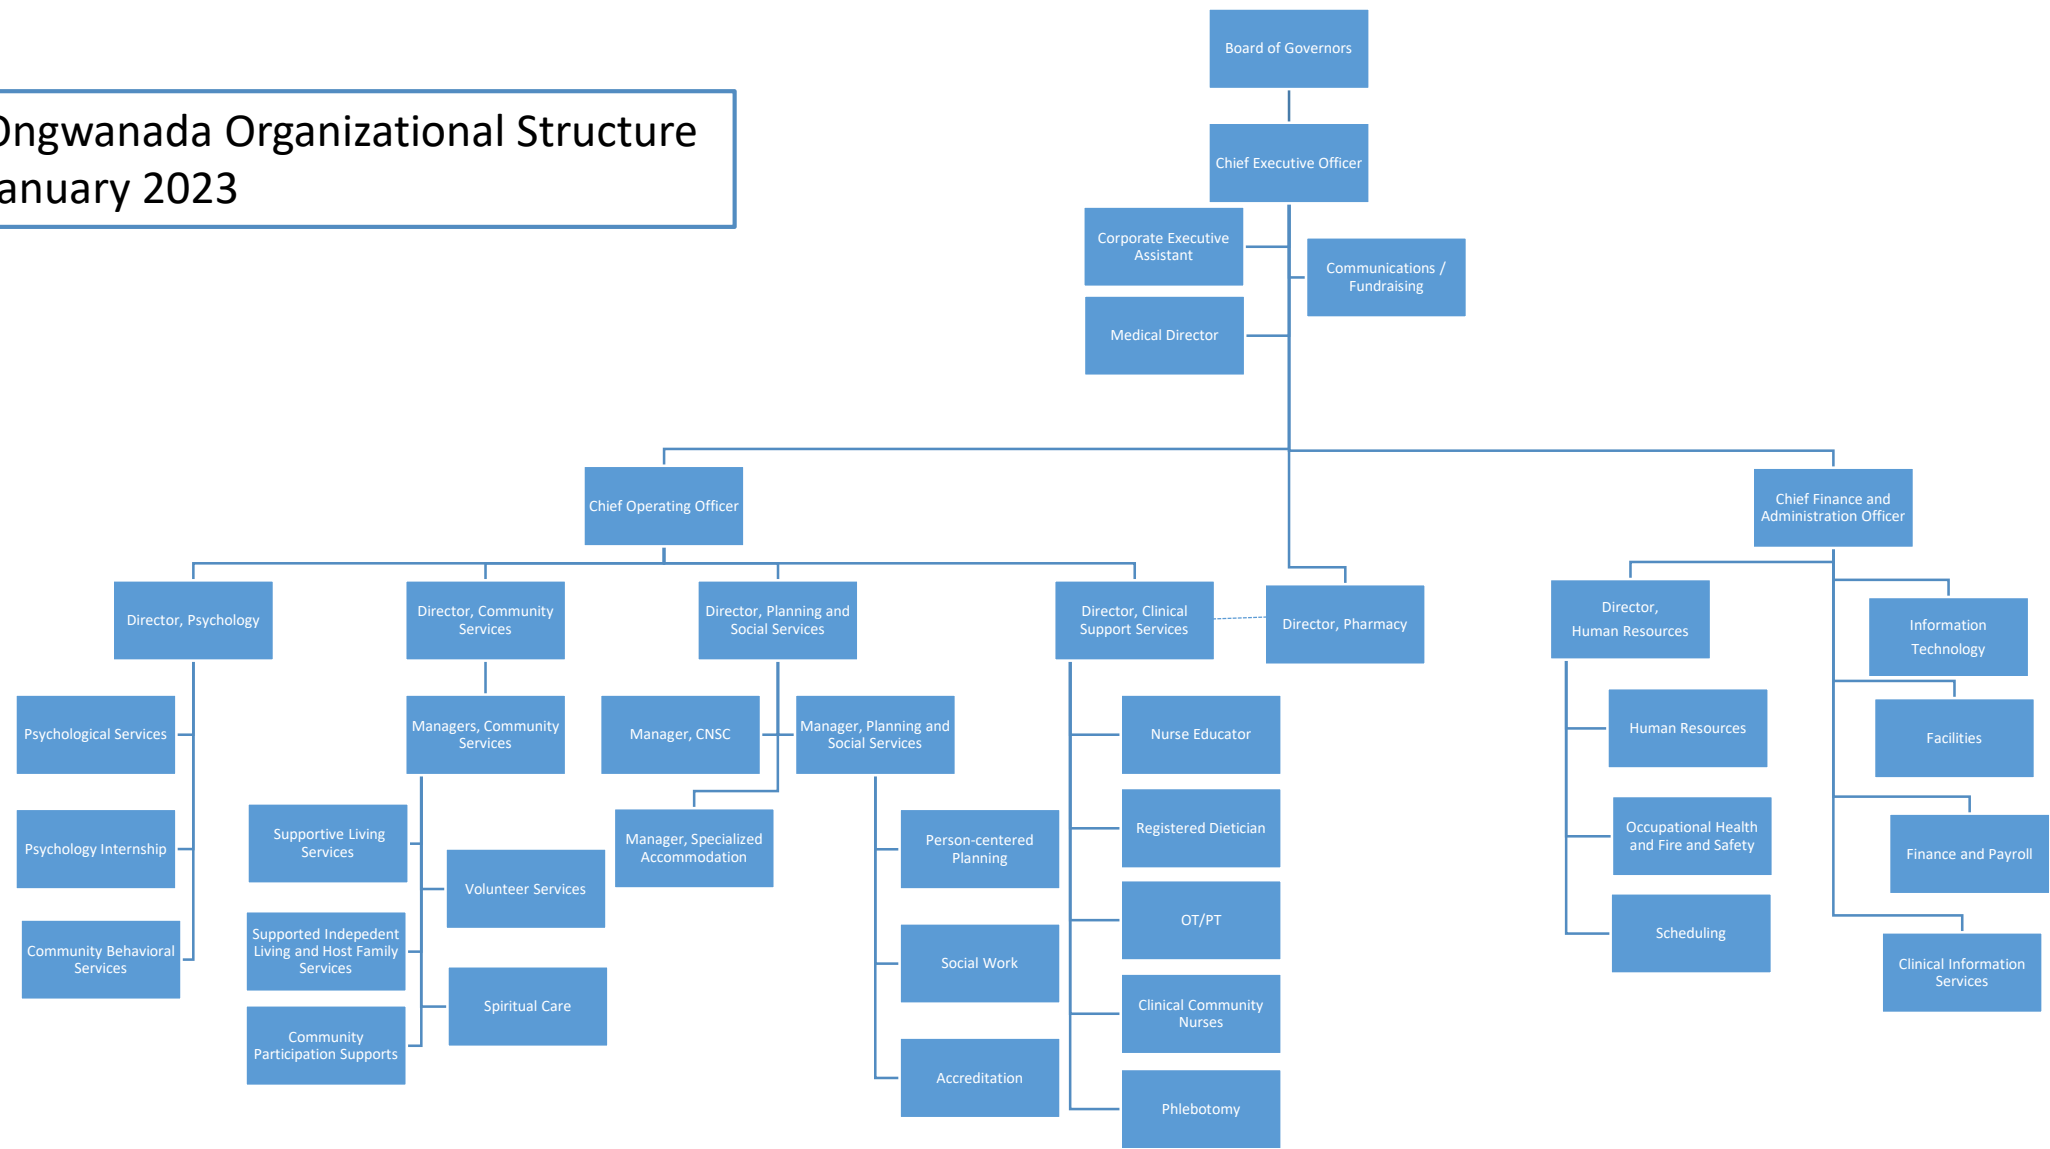 Board of Governors
Ongwanada Organizational Structure
anuary 2023
Chief Executive Officer
Corporate Executive
Assistant
Communications /
Fundraising
Medical Director
Chief Operating Officer
Chief Finance and
Administration Officer
Director, Psychology
Director, Community
Services
Director, Planning and
Social Services
Director, Clinical
Support Services
Director, Pharmacy
Director,
Human Resources
Information
Technology
Psychological Services
Managers, Community
Services
Manager, CNSC
Manager, Planning and
Social Services
Nurse Educator
Human Resources
Facilities
Psychology Internship
Supportive Living
Services
Volunteer Services
Manager, Specialized
Accommodation
Person-centered
Planning
Registered Dietician
Occupational Health
and Fire and Safety
Finance and Payroll
Community Behavioral
Services
Supported Indepedent
Living and Host Family
Services
Spiritual Care
Social Work
OT/PT
Scheduling
Clinical Information
Services
Community
Participation Supports
Accreditation
Clinical Community
Nurses
Phlebotomy